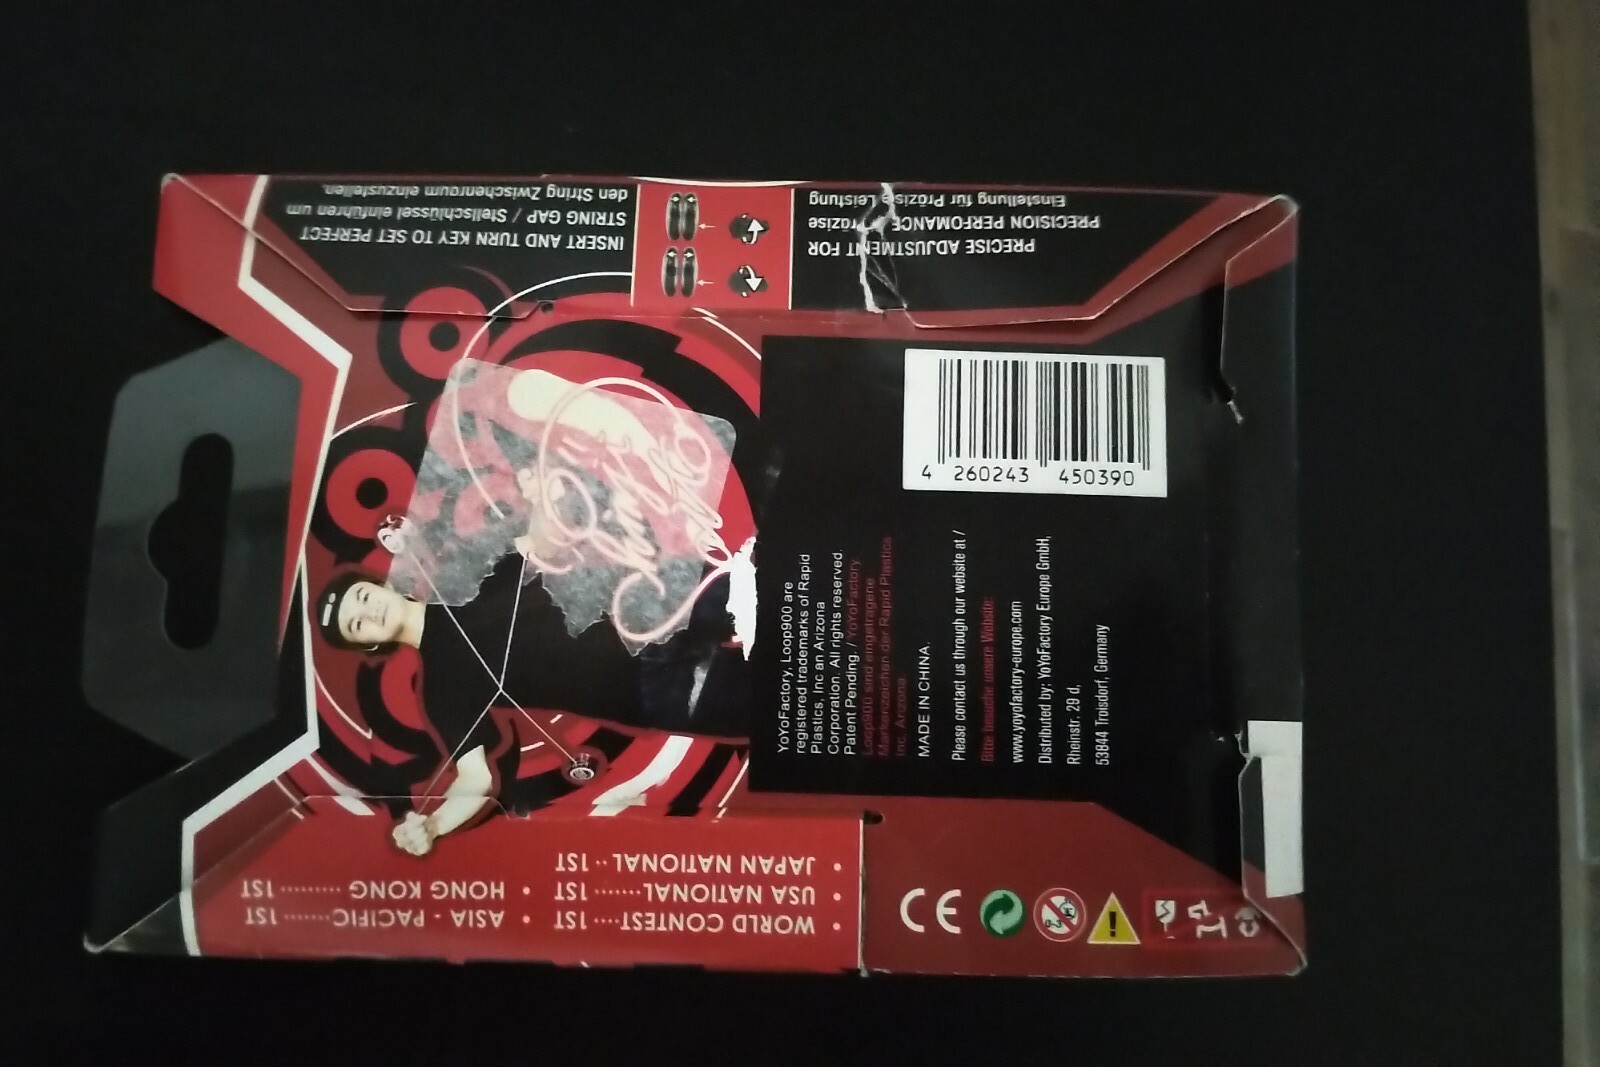 INSERT AND TURN KEY TO SET PERFECT
STRING GAP / Stellschlüssel einführen um
den String Zwischenraum einzustellen.
PRECISE ADJUSTMENT FOR
PRECISION PERFOMANCE / Präzise
Einstellung für Präzise Leistung
4 260243 450390
YoYoFactory, Loop900 are
registered trademarks of Rapid
Plastics, Inc an Arizona
Corporation. All rights reserved.
Patent Pending. / YoYoFactory
Loop900 sind eingetragene
Markenzeichen der Rapid Plastics
Inc. Arizona.
MADE IN CHINA.
Please contact us through our website at /
Bitte besuche unsere Website:
www.yoyofactory-europe.com
Distributed by: YoYoFactory Europe GmbH,
Rheinstr. 29 d,
53844 Troisdorf, Germany
• WORLD CONTEST····· 1ST
• USA NATIONAL······· 1ST
• JAPAN NATIONAL ·· 1ST
• ASIA - PACIFIC········ 1ST
• HONG KONG ·········· 1ST
CE